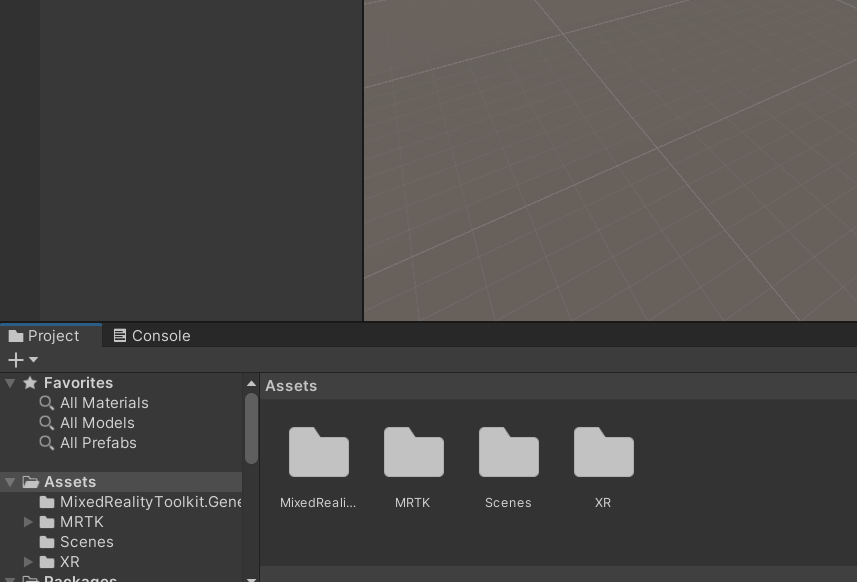 Project
Console
Favorites
All Materials
All Models
All Prefabs
Assets
MixedRealityToolkit.Gene
MRTK
Scenes
XR
Packages
Assets
MixedReali...
MRTK
Scenes
XR